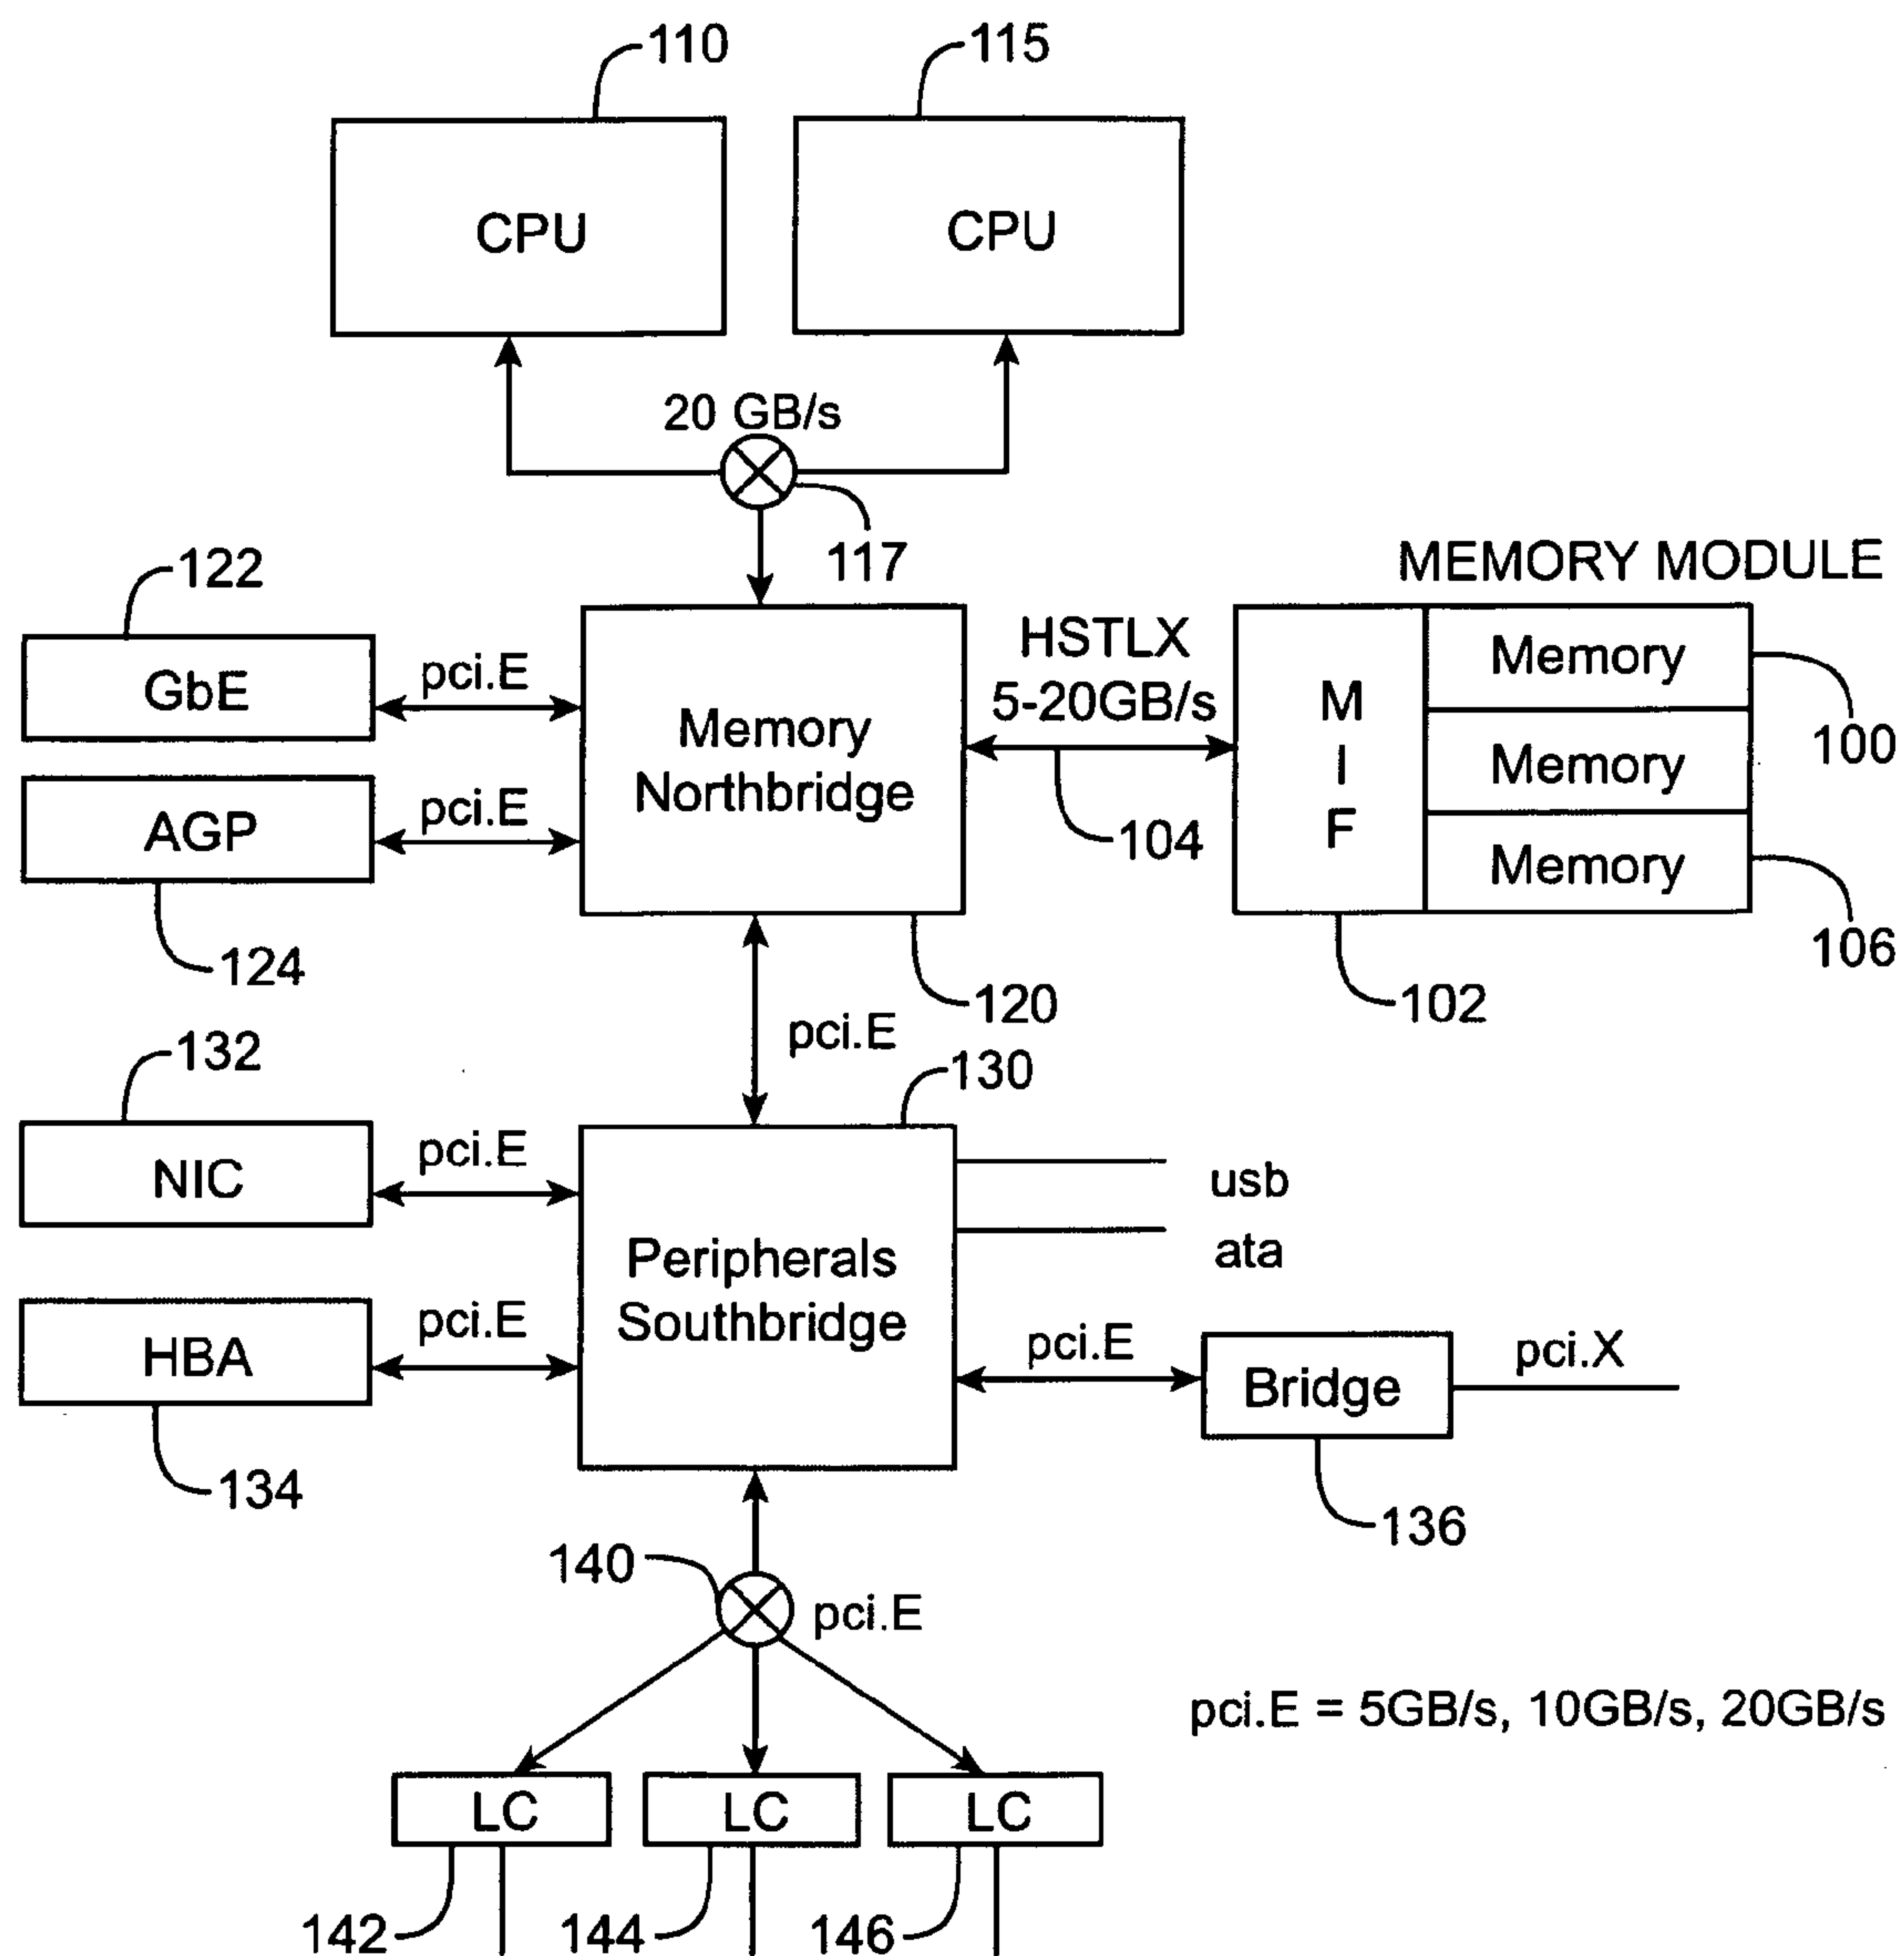 110
115
CPU
CPU
20 GB/s
117
122
MEMORY MODULE
GbE
pci.E
Memory
Northbridge
HSTLX
5-20GB/s
M
I
F
Memory
Memory
Memory
100
AGP
pci.E
104
106
124
120
102
pci.E
132
130
NIC
pci.E
usb
ata
Peripherals
Southbridge
HBA
pci.E
pci.E
Bridge
pci.X
134
136
140
pci.E
pci.E = 5GB/s, 10GB/s, 20GB/s
LC
LC
LC
142
144
146